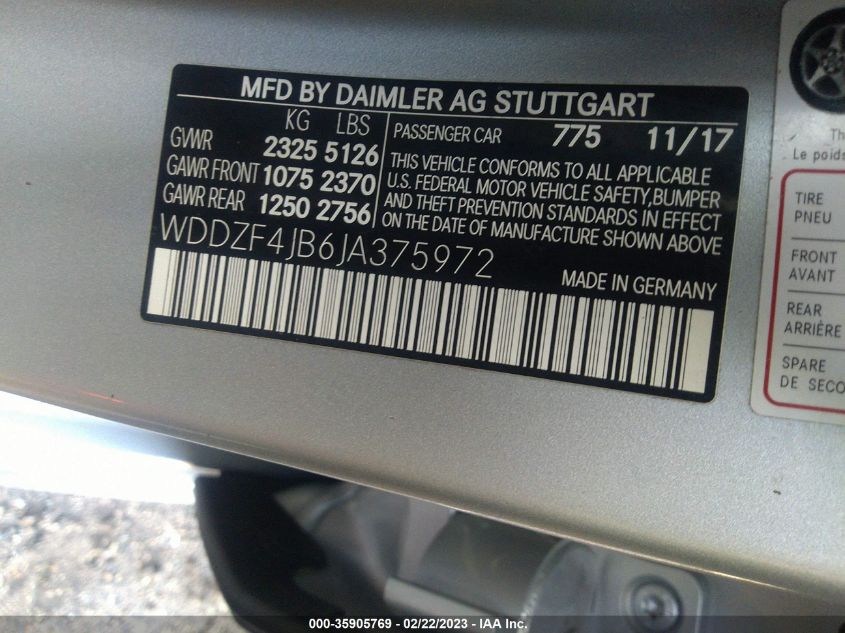 MFD BY DAIMLER AG STUTTGART
KG LBS
GVWR 2325 5126
GAWR FRONT 1075 2370
GAWR REAR 1250 2756
PASSENGER CAR 775 11/17
THIS VEHICLE CONFORMS TO ALL APPLICABLE
U.S. FEDERAL MOTOR VEHICLE SAFETY, BUMPER
AND THEFT PREVENTION STANDARDS IN EFFECT
ON THE DATE OF MANUFACTURE SHOWN ABOVE
WDDZF4JB6JA375972
MADE IN GERMANY
Le poids
TIRE
PNEU
FRONT
AVANT
REAR
ARRIÈRE
SPARE
DE
000-35905769 - 02/22/2023 - IAA Inc.